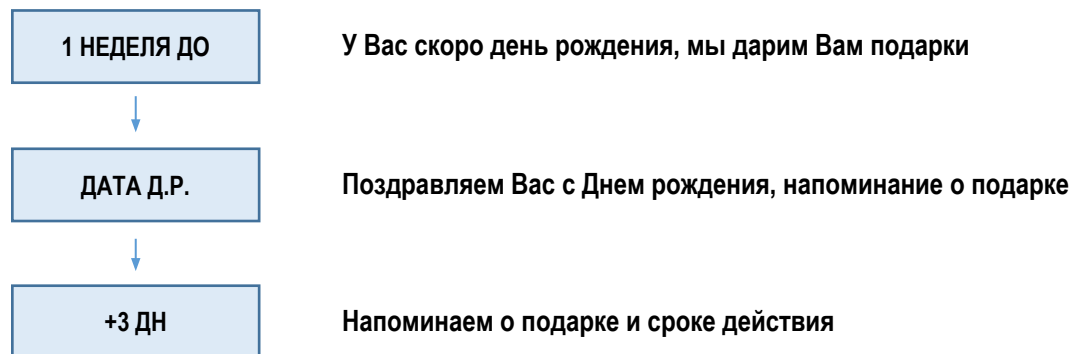 1 НЕДЕЛЯ ДО
У Вас скоро день рождения, мы дарим Вам подарки
ДАТА Д.Р.
Поздравляем Вас с Днем рождения, напоминание о подарке
+3 ДН
Напоминаем о подарке и сроке действия